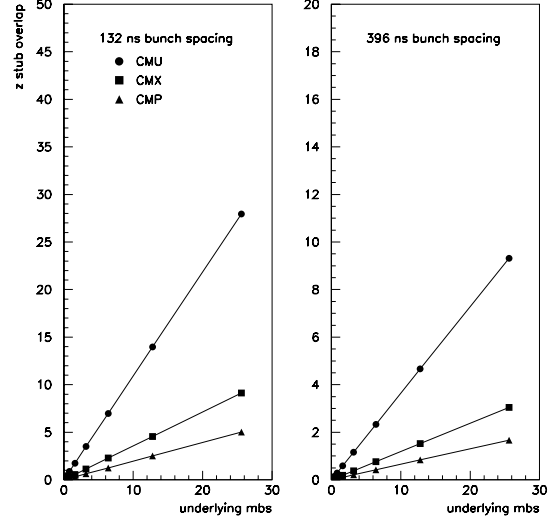 z stub overlap
132 ns bunch spacing
CMU
CMX
CMP
50
45
40
35
30
25
20
15
10
5
0
0 10 20 30
underlying mbs
396 ns bunch spacing
20
18
16
14
12
10
8
6
4
2
0
0 10 20 30
underlying mbs